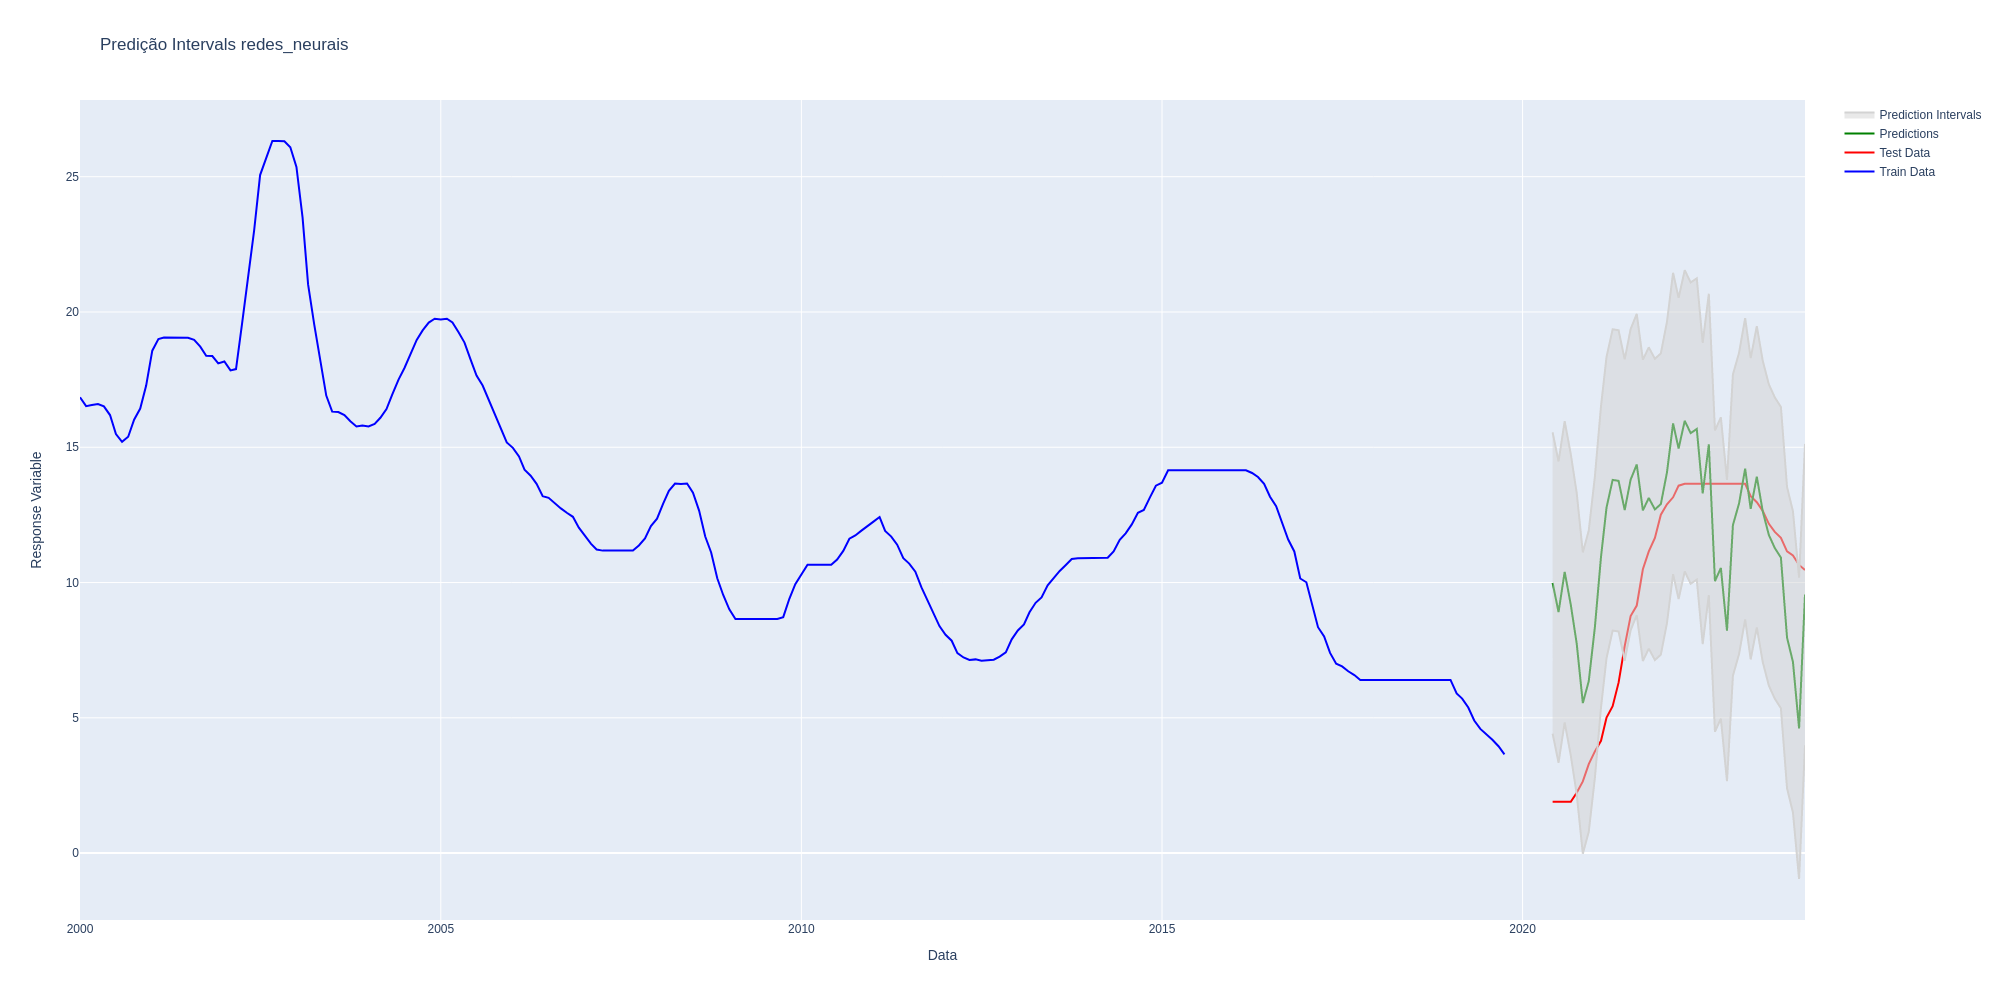 Predição Intervals redes_neurais
Prediction Intervals
Predictions
Test Data
Train Data
Response Variable
25
20
15
10
5
0
2000
2005
2010
2015
2020
Data